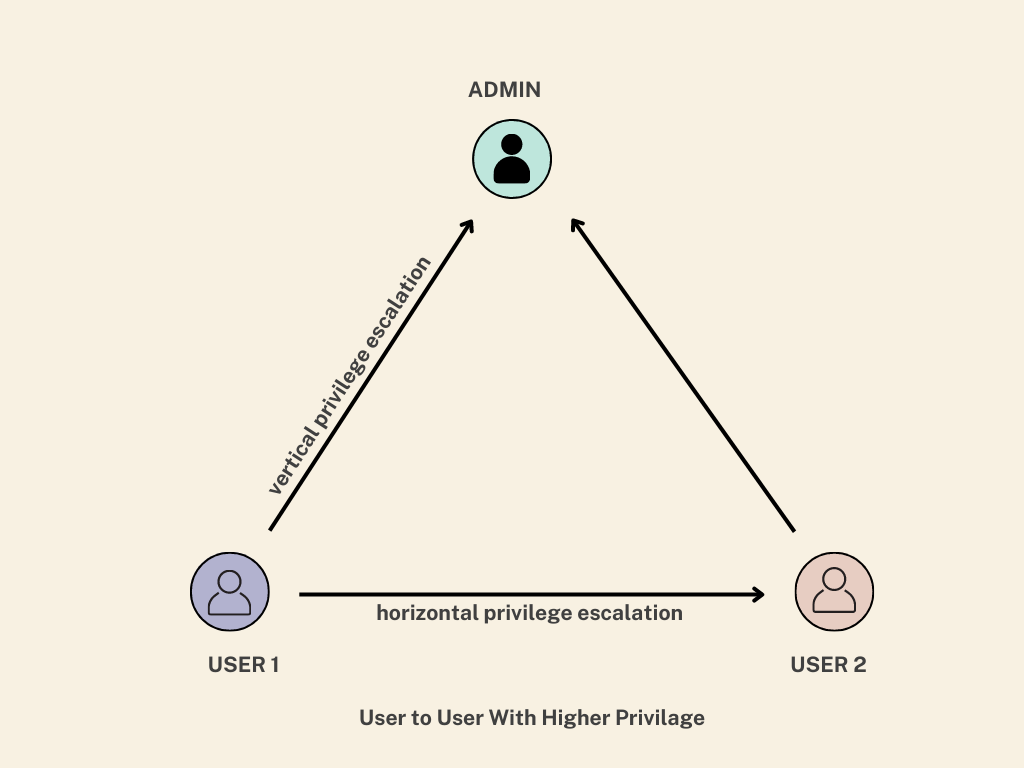 ADMIN
vertical privilege escalation
horizontal privilege escalation
USER 1
USER 2
User to User With Higher Privilage